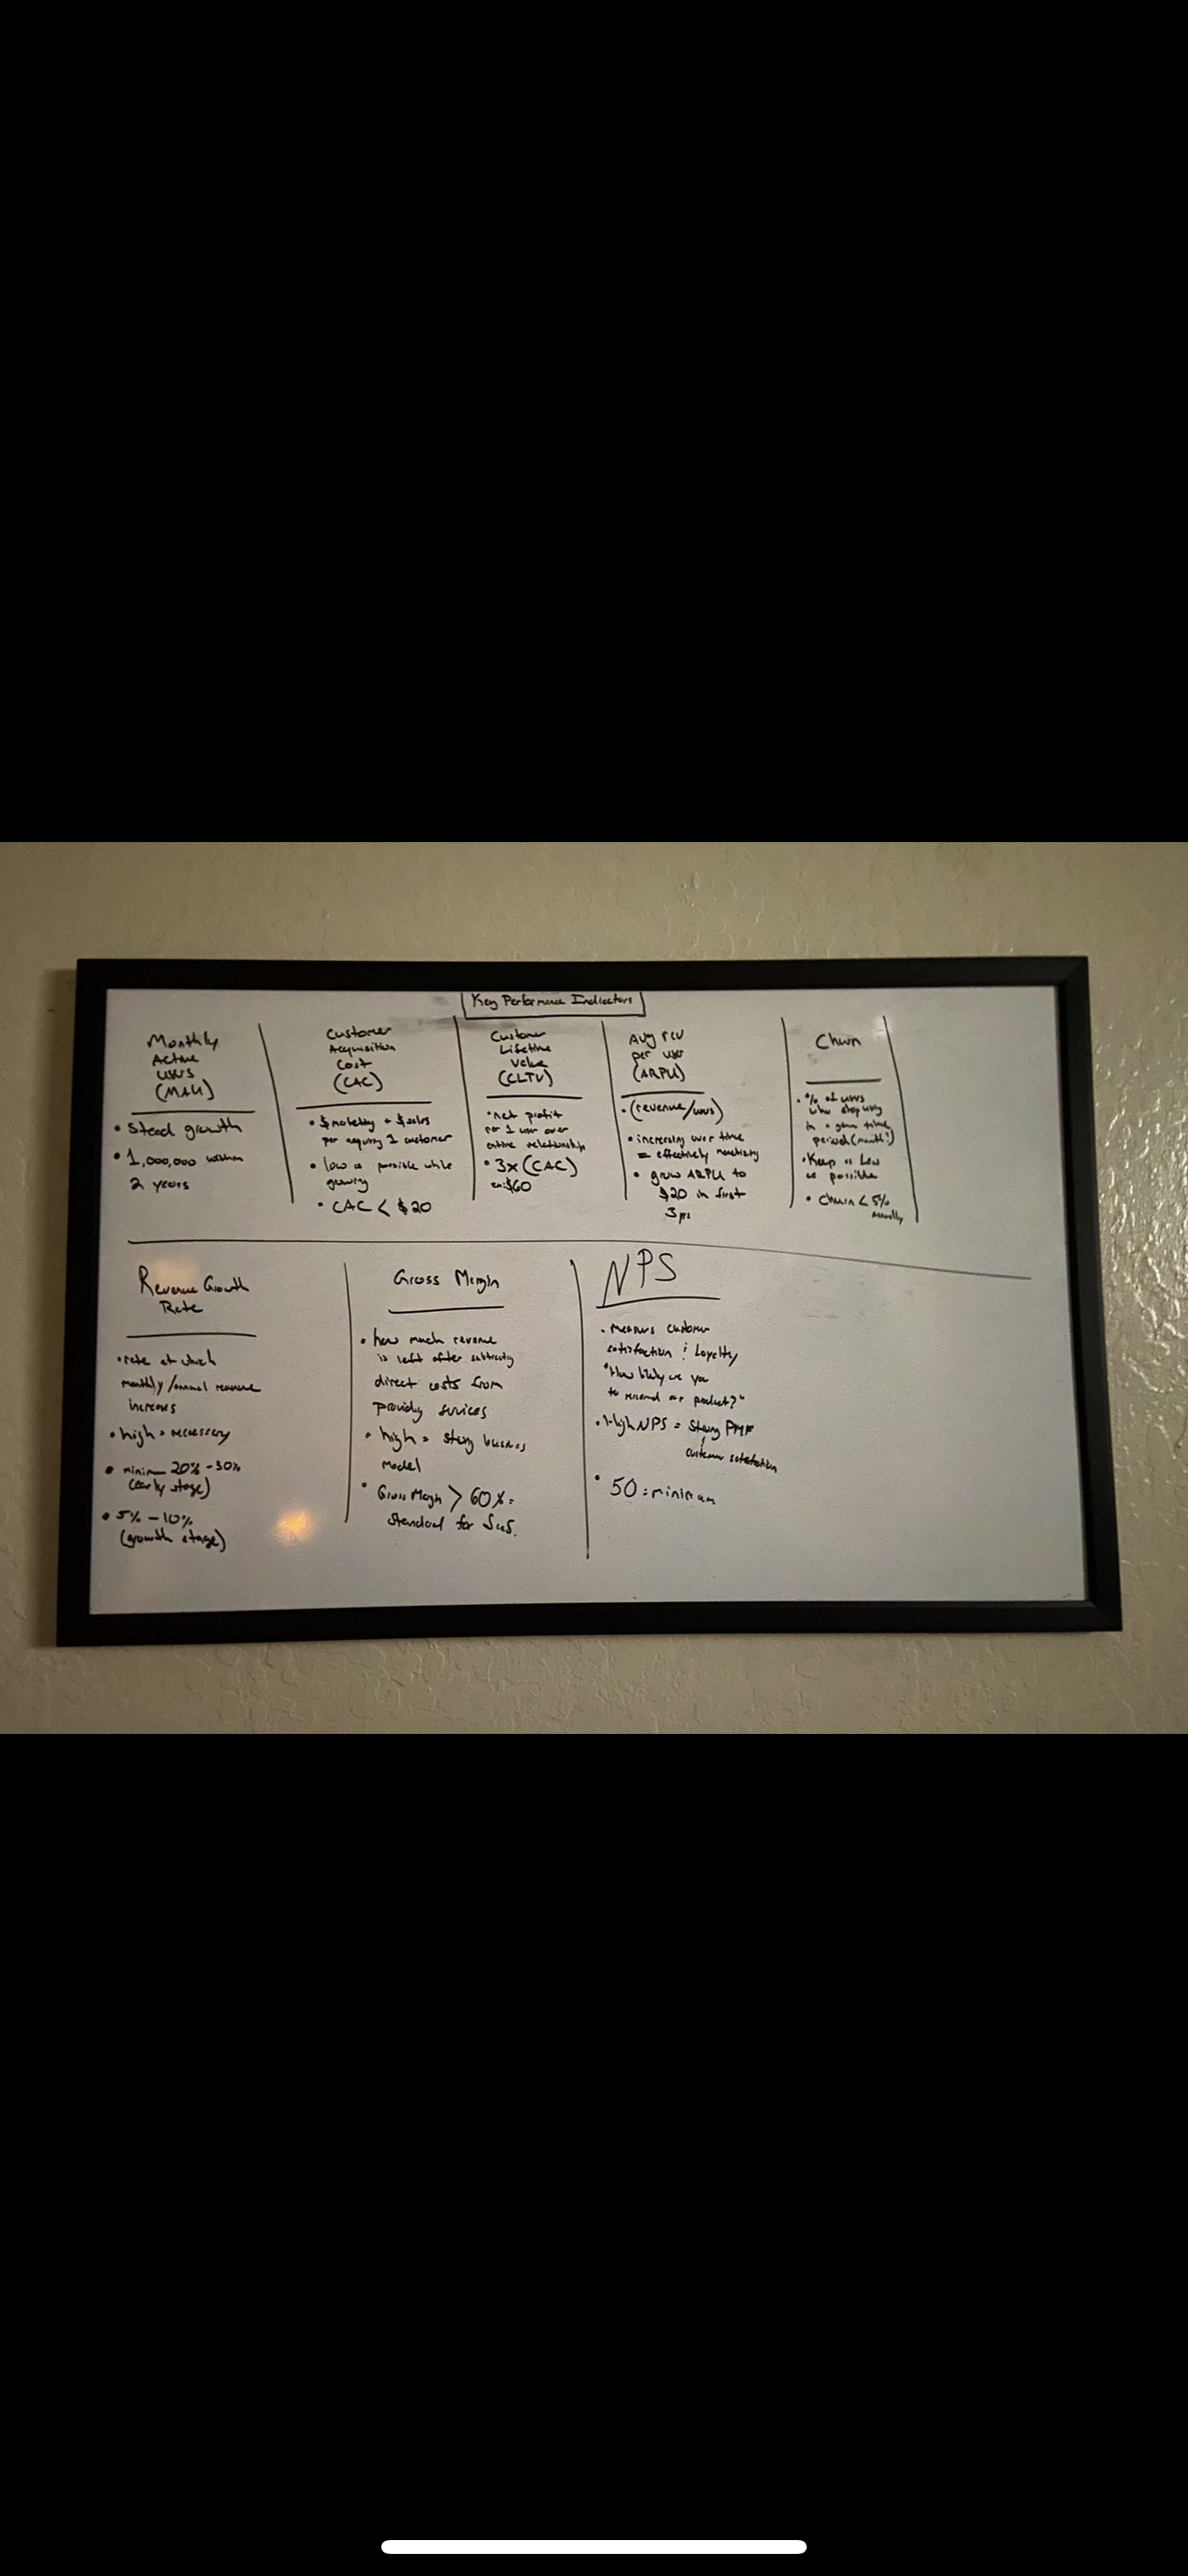 Key Performance Indicators
Monthly
Active
Users
(MAU)
• Stead growth
• 1,000,000 within
2 years
Customer
Acquisition
Cost
(CAC)
• $marketing + $sales
per acquiring 1 customer
• low as possible while
growing
• CAC < $20
Customer
Lifetime
Value
(CLTV)
• net profit
per 1 user over
entire relationship
• 3x (CAC)
$60
Avg rev
per user
(ARPU)
• (revenue/users)
• increasing over time
= effectively monetizing
• grow ARPU to
$20 in first
3
Churn
• % of users
who stop using
in a given time
period (month?)
• Keep as low
as possible
• Churn < 5%
annually
Revenue Growth
Rate
• rate at which
monthly/annual revenue
increases
• high = necessary
• minimum 20% - 30%
(early stage)
• 5% - 10%
(growth stage)
Gross Margin
• how much revenue
is left after subtracting
direct costs from
providing services
• high = strong business
model
• Gross Margin > 60% =
standard for SaaS.
NPS
• measures customer
satisfaction & Loyalty
"How likely are you
to recommend our product?"
• High NPS = Strong PMF
customer satisfaction
• 50 = minimum